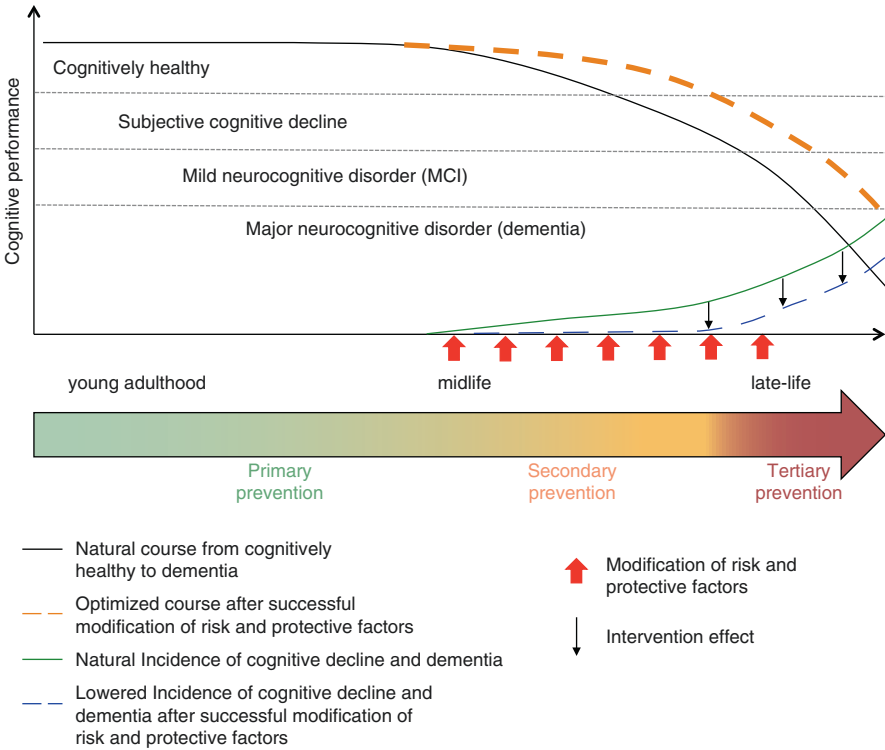 Cognitive performance
Cognitively healthy
Subjective cognitive decline
Mild neurocognitive disorder (MCI)
Major neurocognitive disorder (dementia)
young adulthood
midlife
late-life
Primary
prevention
Secondary
prevention
Tertiary
prevention
Natural course from cognitively
healthy to dementia
Optimized course after successful
modification of risk and protective factors
Natural Incidence of cognitive decline and dementia
Lowered Incidence of cognitive decline and
dementia after successful modification of
risk and protective factors
Modification of risk and
protective factors
Intervention effect